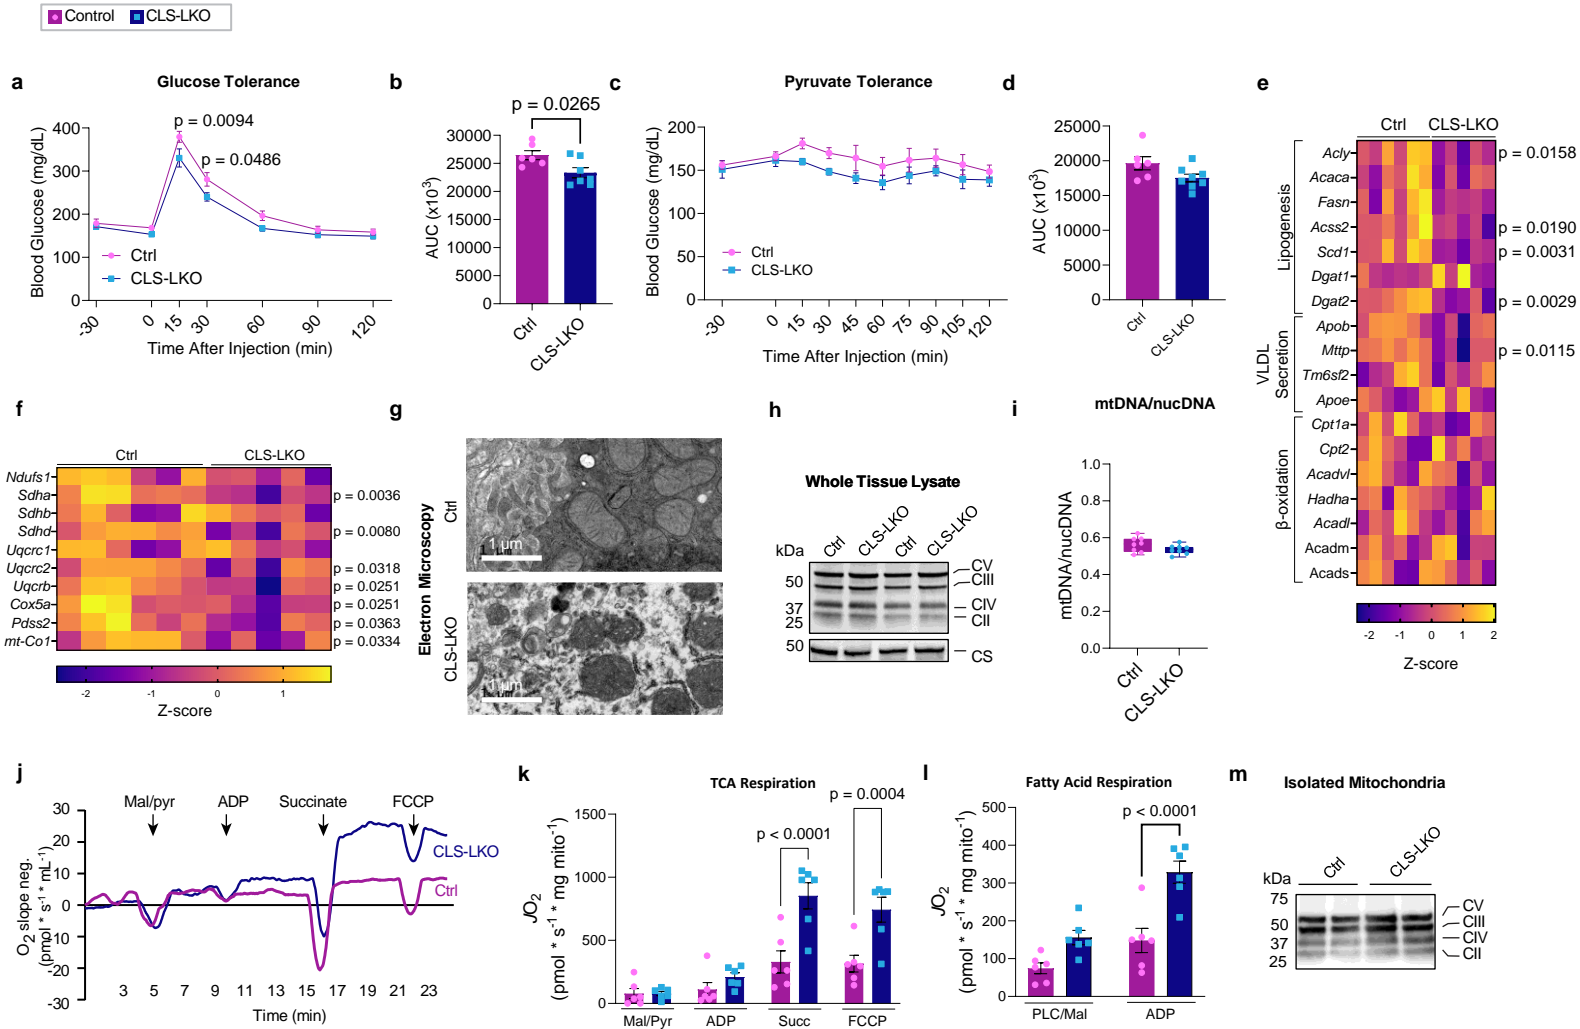 Control CLS-LKO
a Glucose Tolerance
Blood Glucose (mg/dL)
400
300
200
100
0
p = 0.0094
p = 0.0486
Ctrl
CLS-LKO
-30 0 15 30 60 90 120
Time After Injection (min)
b
p = 0.0265
AUC (x10³)
30000
25000
20000
15000
10000
5000
0
Ctrl
CLS-LKO
c Pyruvate Tolerance
Blood Glucose (mg/dL)
200
150
100
50
0
Ctrl
CLS-LKO
-30 0 15 30 45 60 75 90 105 120
Time After Injection (min)
d
AUC (x10³)
25000
20000
15000
10000
5000
0
Ctrl
CLS-LKO
e
Ctrl CLS-LKO
Lipogenesis
Acly p = 0.0158
Acaca
Fasn
Acss2 p = 0.0190
Scd1 p = 0.0031
Dgat1
Dgat2 p = 0.0029
VLDL
Secretion
Apob
Mttp p = 0.0115
Tm6sf2
Apoe
β-oxidation
Cpt1a
Cpt2
Acadvl
Hadha
Acadl
Acadm
Acads
-2 -1 0 1 2
Z-score
f
Ctrl CLS-LKO
Ndufs1
Sdha p = 0.0036
Sdhb
Sdhd p = 0.0080
Uqcrc1
Uqcrc2 p = 0.0318
Uqcrb p = 0.0251
Cox5a p = 0.0251
Pdss2 p = 0.0363
mt-Co1 p = 0.0334
-2 -1 0 1
Z-score
g
Electron Microscopy
Ctrl
1 µm
CLS-LKO
1 µm
h
Whole Tissue Lysate
kDa Ctrl CLS-LKO Ctrl CLS-LKO
50
37
25
50
CV
CIII
CIV
CII
CS
i mtDNA/nucDNA
mtDNA/nucDNA
1.0
0.8
0.6
0.4
0.2
0.0
Ctrl
CLS-LKO
j
O₂ slope neg.
(pmol * s⁻¹ * mL⁻¹)
30
20
10
0
-10
-20
-30
Mal/pyr ADP Succinate FCCP
CLS-LKO
Ctrl
3 5 7 9 11 13 15 17 19 21 23
Time (min)
k TCA Respiration
JO₂
(pmol * s⁻¹ * mg mito⁻¹)
1500
1000
500
0
p < 0.0001
p = 0.0004
Mal/Pyr ADP Succ FCCP
l Fatty Acid Respiration
JO₂
(pmol * s⁻¹ * mg mito⁻¹)
500
400
300
200
100
0
p < 0.0001
PLC/Mal ADP
m Isolated Mitochondria
kDa Ctrl CLS-LKO
75
50
37
25
CV
CIII
CIV
CII